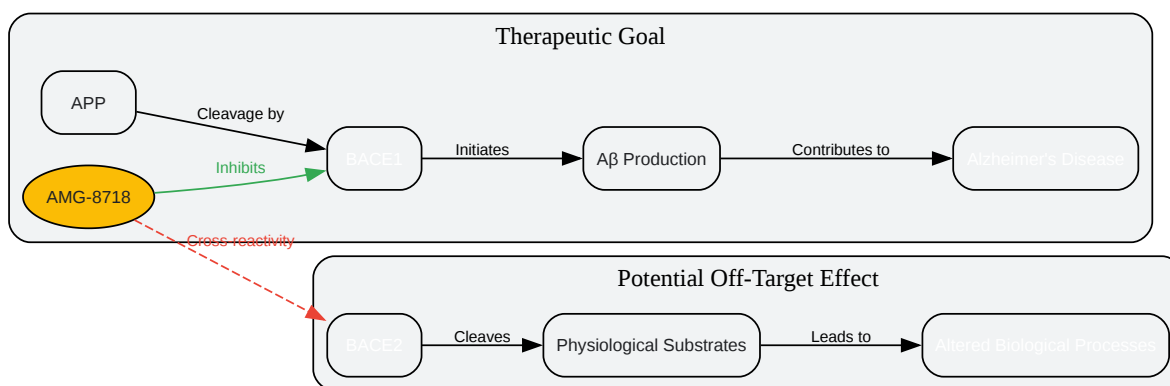 Therapeutic Goal
APP
Cleavage by
BACE1
Initiates
Aβ Production
Contributes to
Alzheimer's Disease
Inhibits
AMG-8718
Cross-reactivity
Potential Off-Target Effect
BACE2
Cleaves
Physiological Substrates
Leads to
Altered Biological Processes